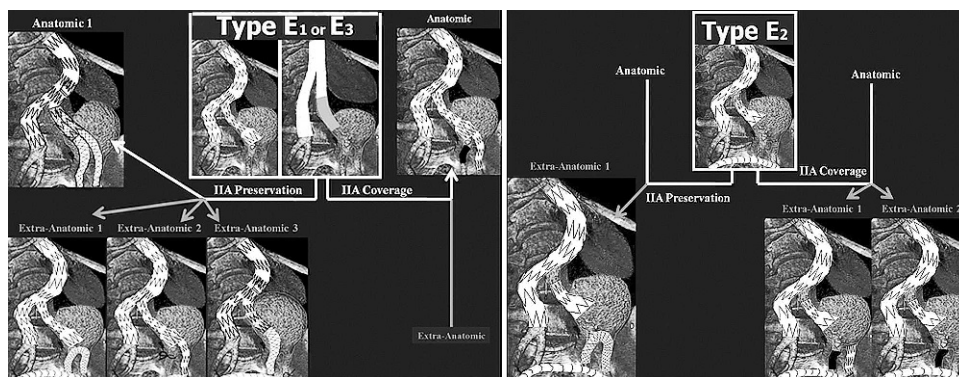 Anatomic 1
Type E1 or E3
Anatomic
IIA Preservation
IIA Coverage
Extra-Anatomic 1
Extra-Anatomic 2
Extra-Anatomic 3
Extra-Anatomic
Type E2
Anatomic
Anatomic
Extra-Anatomic 1
IIA Preservation
IIA Coverage
Extra-Anatomic 1
Extra-Anatomic 2